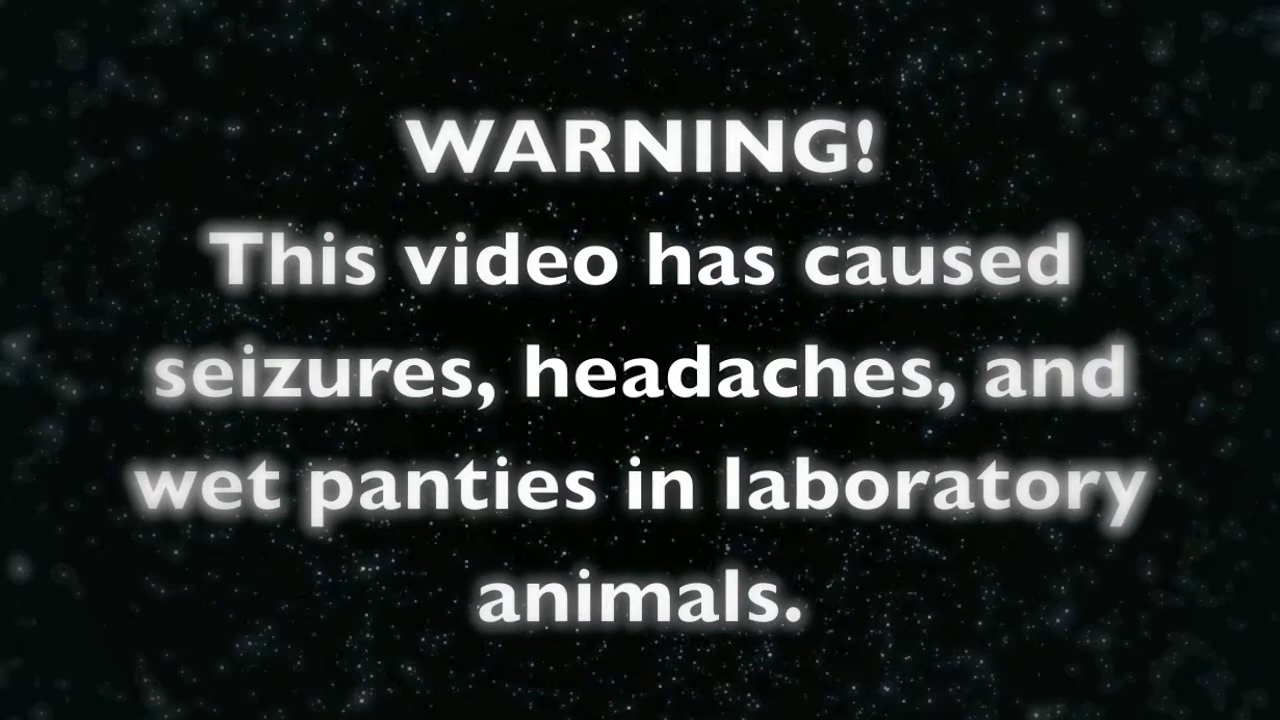 WARNING!
This video has caused
seizures, headaches, and
wet panties in laboratory
animals.